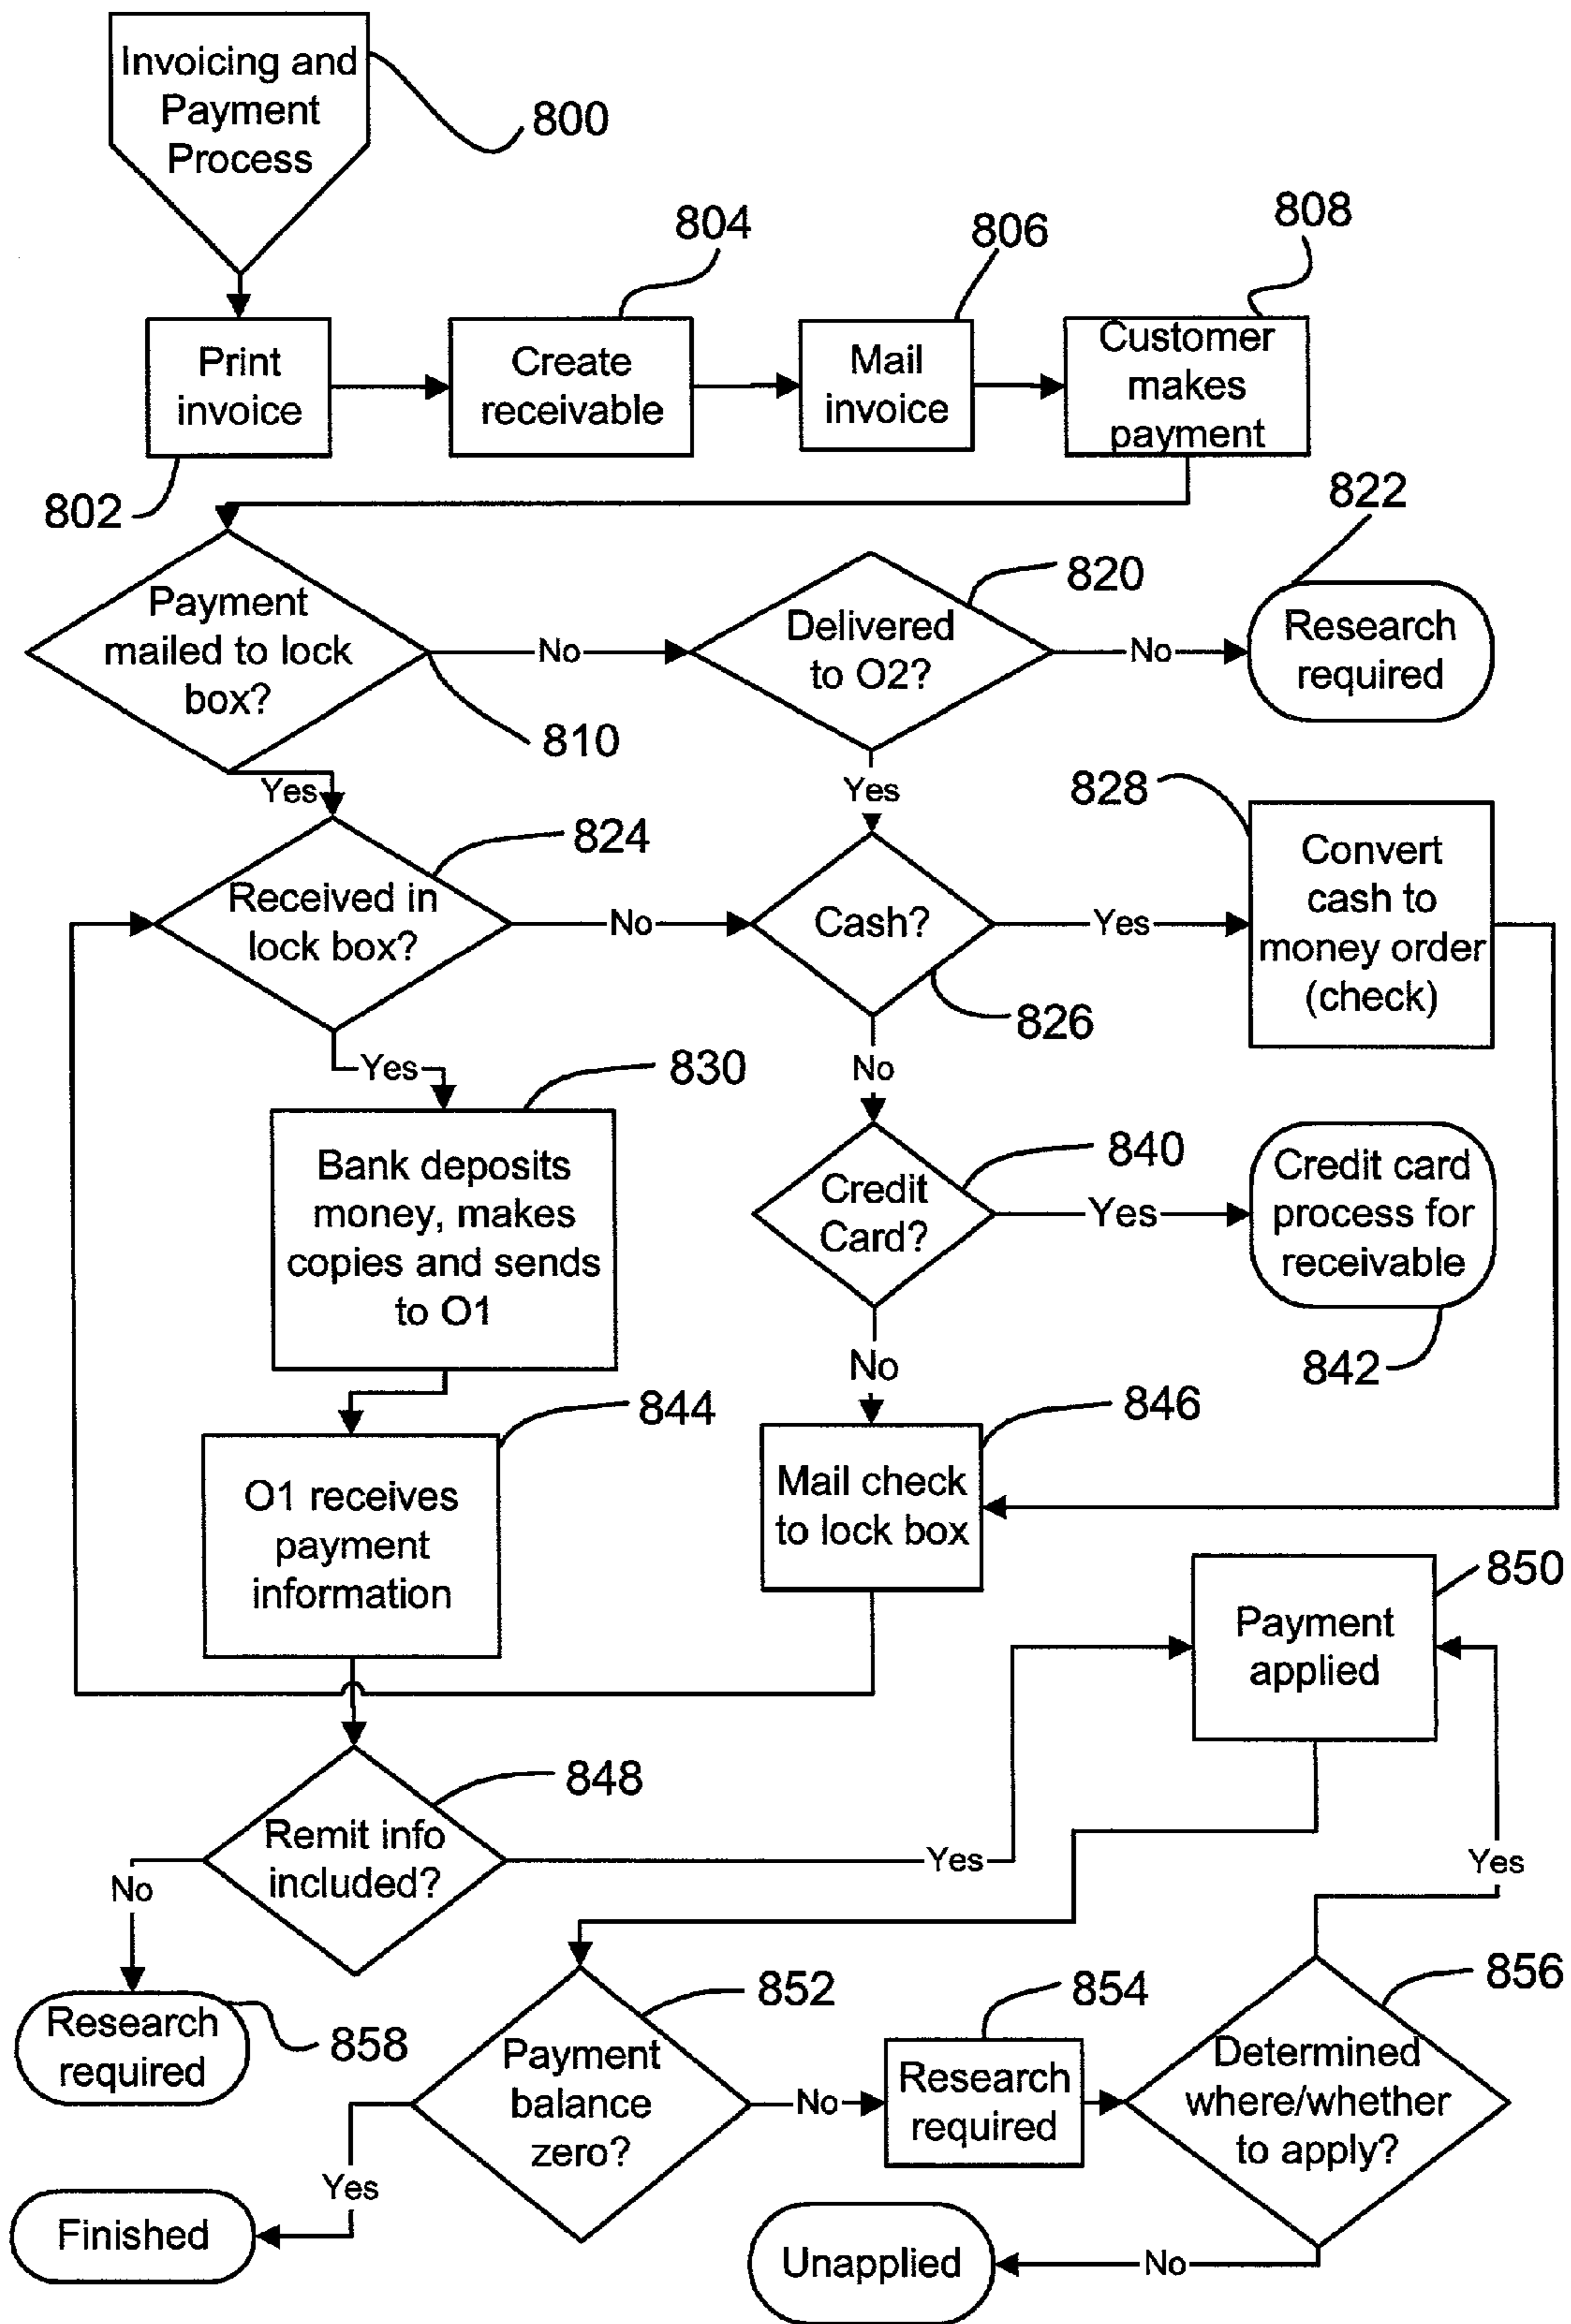 Invoicing and
Payment
Process
800
804
806
808
Print
invoice
Create
receivable
Mail
invoice
Customer
makes
payment
802
822
Payment
mailed to lock
box?
No
810
Delivered
to O2?
820
No
Research
required
Yes
Yes
828
824
Received in
lock box?
No
Cash?
826
Yes
Convert
cash to
money order
(check)
Yes
No
830
Bank deposits
money, makes
copies and sends
to O1
840
Credit
Card?
Yes
Credit card
process for
receivable
842
No
844
846
O1 receives
payment
information
Mail check
to lock box
850
Payment
applied
848
Remit info
included?
Yes
Yes
No
Research
required
858
852
854
856
Payment
balance
zero?
No
Research
required
Determined
where/whether
to apply?
Yes
Finished
Unapplied
No